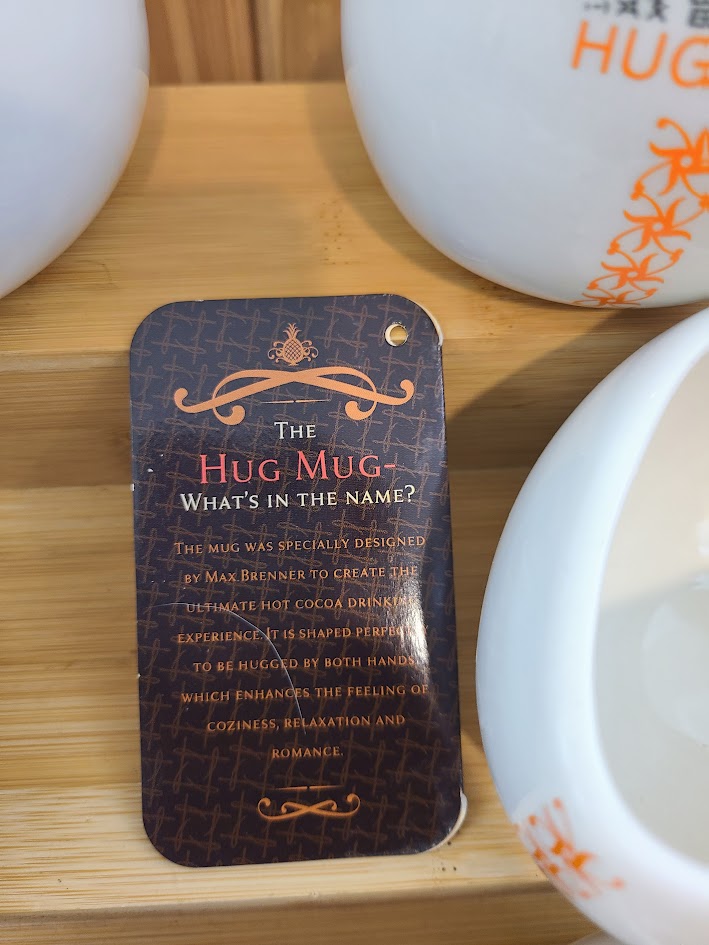 HUG
THE
HUG MUG-
WHAT'S IN THE NAME?
THE MUG WAS SPECIALLY DESIGNED
BY MAX BRENNER TO CREATE THE
ULTIMATE HOT COCOA DRINKING
EXPERIENCE. IT IS SHAPED PERFECTLY
TO BE HUGGED BY BOTH HANDS,
WHICH ENHANCES THE FEELING OF
COZINESS, RELAXATION AND
ROMANCE.